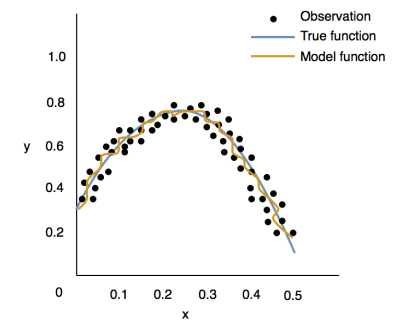 Observation
True function
Model function
1.0
0.8
y
0.6
0.4
0.2
0
0.1 0.2 0.3 0.4 0.5
x